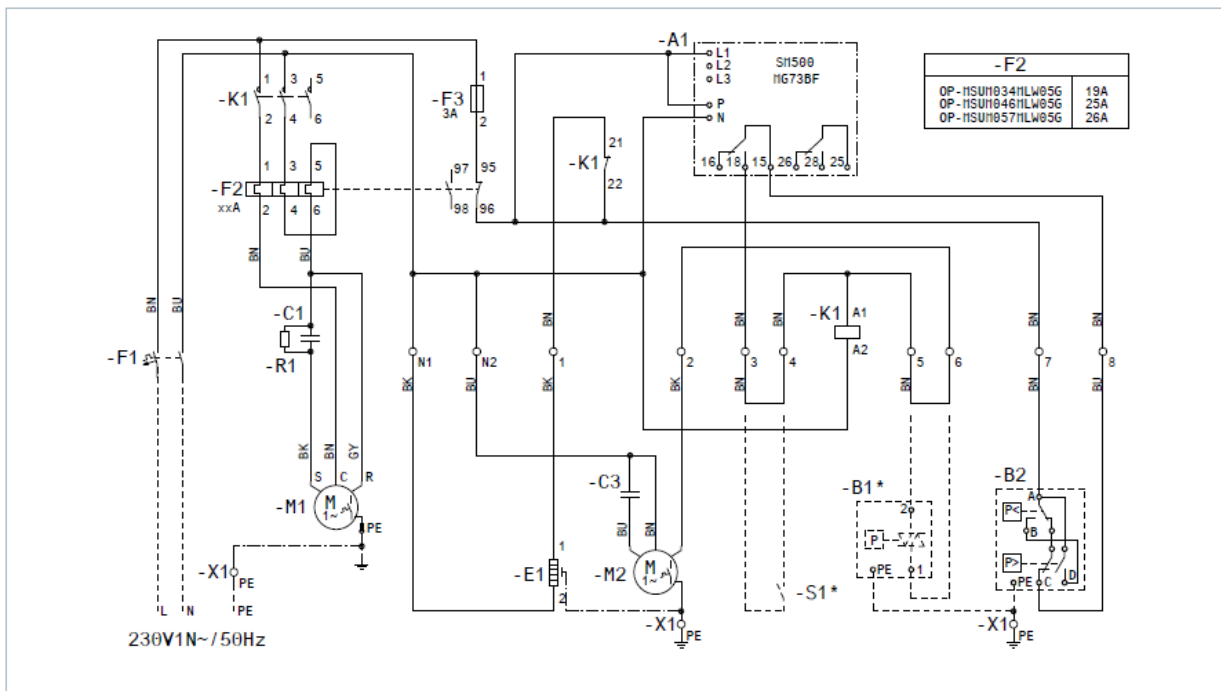 -A1
L1
L2
L3
P
N
SM500
MG73BF
16 18 15 26 28 25
-F2
OP-MSUM034MLW05G 19A
OP-MSUM046MLW05G 25A
OP-MSUM057MLW05G 26A
-K1
1 3 5
2 4 6
-F3
3A
1
2
-K1
21
22
-F2
xxA
1 3 5
2 4 6
97 95
98 96
BN BU
BN BU
-C1
-R1
-F1
N1 N2 1 2 3 4 5 6 7 8
BN BN BN BN BN
-K1
A1
A2
BK BU BK BK BN BN BN BN BU
BK BN GY
S C R
-M1
M
1~
PE
-X1
PE
PE
L N
230V1N~/50Hz
-E1
1
2
-C3
BU BN
-M2
M
1~
-X1
PE
-S1*
-B1*
2
P
PE
1
-B2
A
P<
B
P>
PE
C
D
-X1
PE